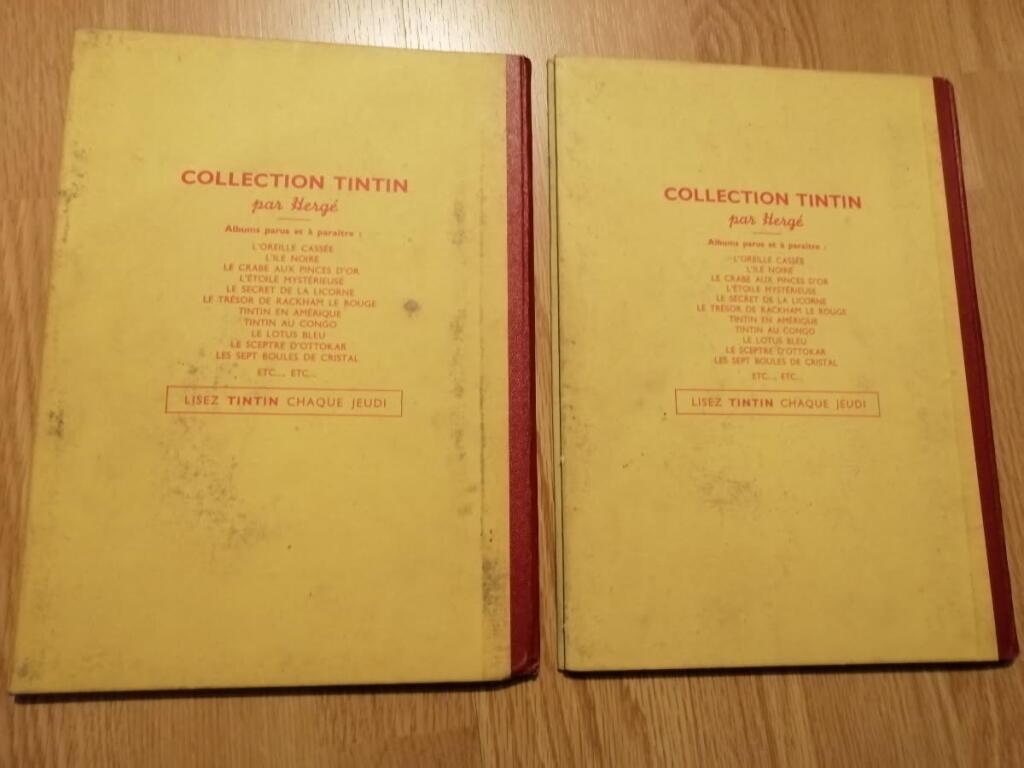 COLLECTION TINTIN
par Hergé
Albums parus et à paraître :
L'OREILLE CASSÉE
L'ILE NOIRE
LE CRABE AUX PINCES D'OR
L'ÉTOILE MYSTÉRIEUSE
LE SECRET DE LA LICORNE
LE TRÉSOR DE RACKHAM LE ROUGE
TINTIN EN AMÉRIQUE
TINTIN AU CONGO
LE LOTUS BLEU
LE SCEPTRE D'OTTOKAR
LES SEPT BOULES DE CRISTAL
ETC..., ETC...
LISEZ TINTIN CHAQUE JEUDI
COLLECTION TINTIN
par Hergé
Albums parus et à paraître :
L'OREILLE CASSÉE
L'ILE NOIRE
LE CRABE AUX PINCES D'OR
L'ÉTOILE MYSTÉRIEUSE
LE SECRET DE LA LICORNE
LE TRÉSOR DE RACKHAM LE ROUGE
TINTIN EN AMÉRIQUE
TINTIN AU CONGO
LE LOTUS BLEU
LE SCEPTRE D'OTTOKAR
LES SEPT BOULES DE CRISTAL
ETC..., ETC...
LISEZ TINTIN CHAQUE JEUDI